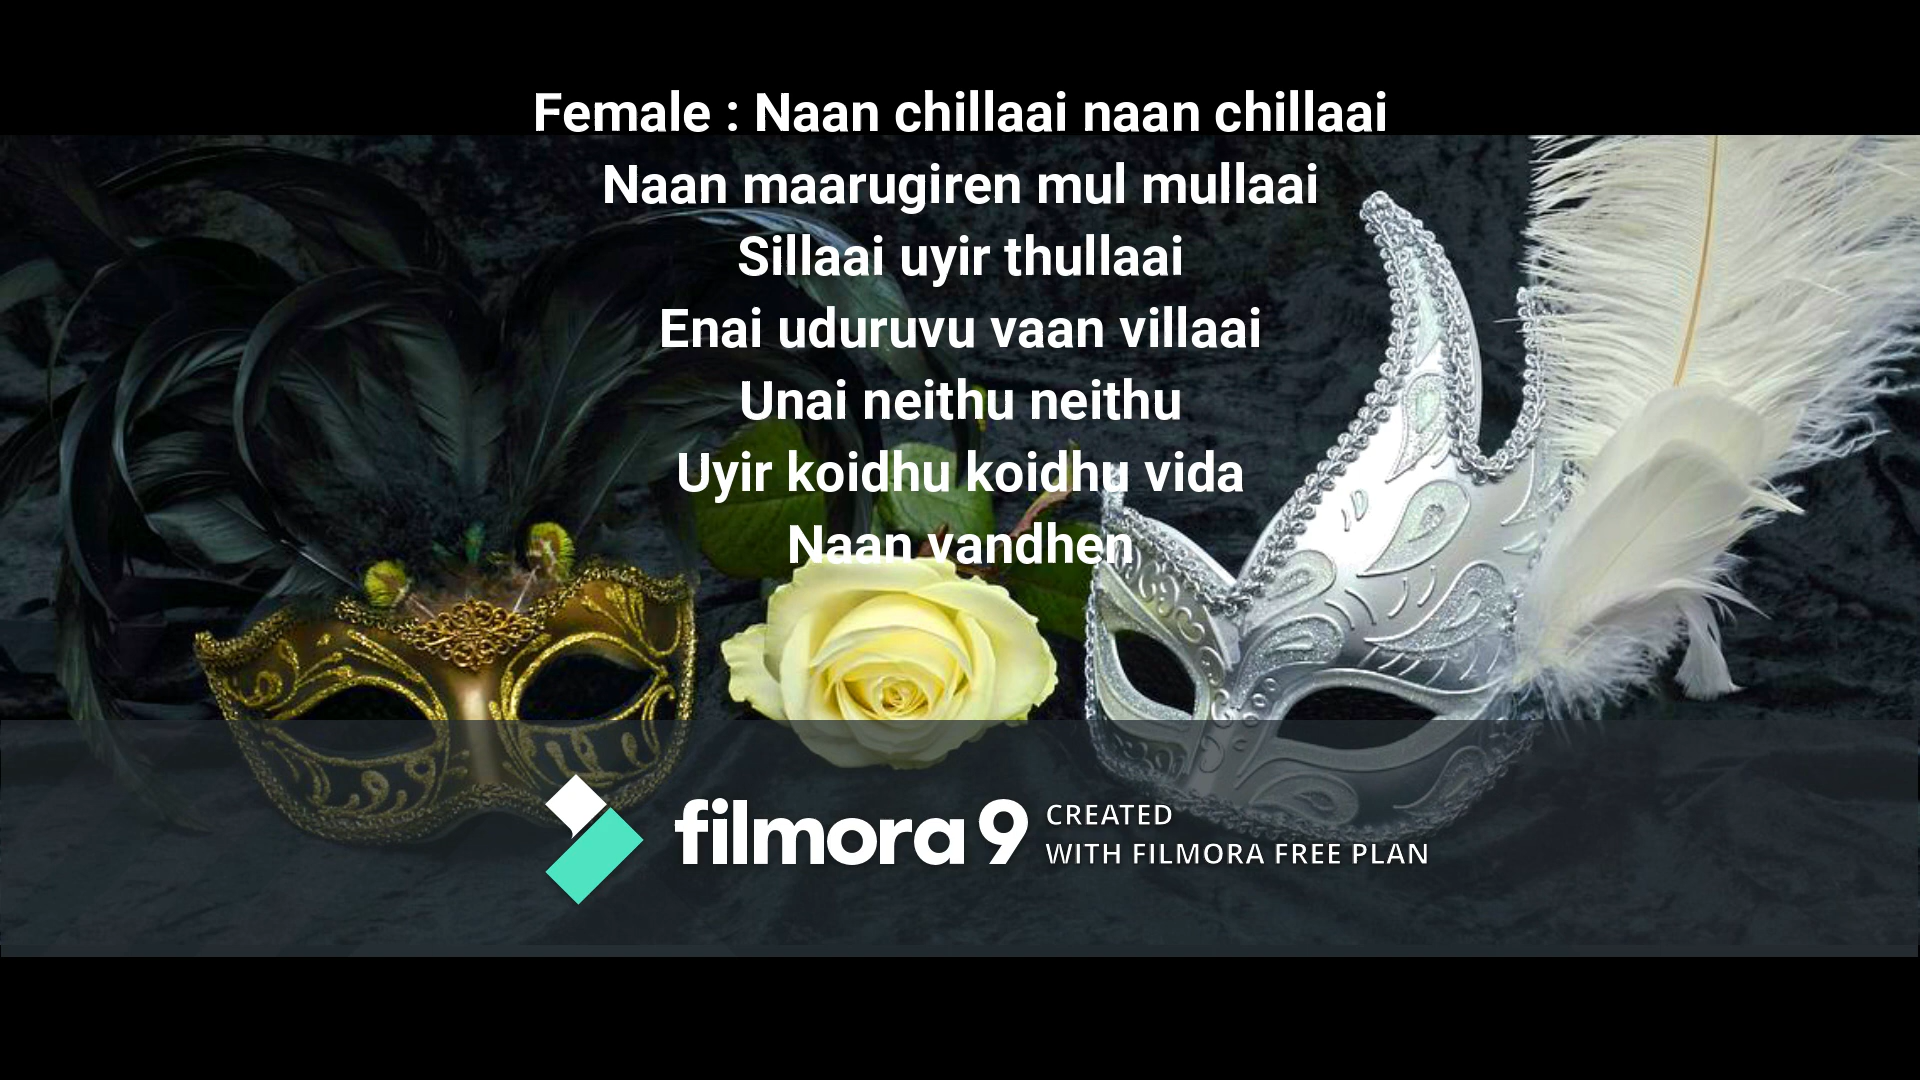 Female : Naan chillaai naan chillaai
Naan maarugiren mul mullaai
Sillaai uyir thullaai
Enai uduruvu vaan villaai
Unai neithu neithu
Uyir koidhu koidhu vida
Naan vandhen
filmora 9
CREATED
WITH FILMORA FREE PLAN